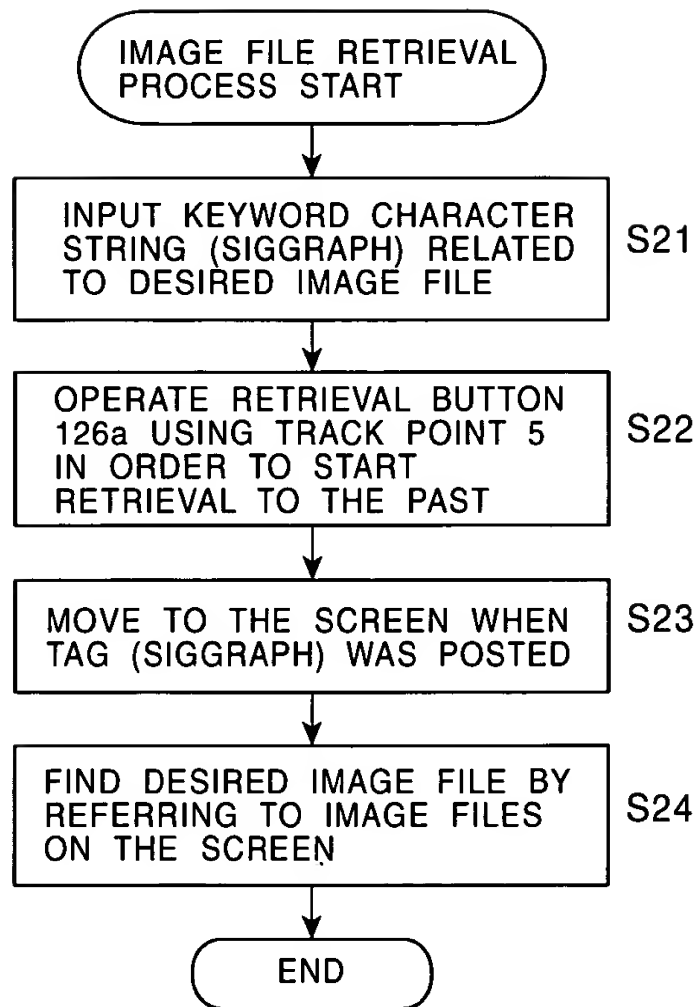 IMAGE FILE RETRIEVAL
PROCESS START
INPUT KEYWORD CHARACTER
STRING (SIGGRAPH) RELATED
TO DESIRED IMAGE FILE
S21
OPERATE RETRIEVAL BUTTON
126a USING TRACK POINT 5
IN ORDER TO START
RETRIEVAL TO THE PAST
S22
MOVE TO THE SCREEN WHEN
TAG (SIGGRAPH) WAS POSTED
S23
FIND DESIRED IMAGE FILE BY
REFERRING TO IMAGE FILES
ON THE SCREEN
S24
END